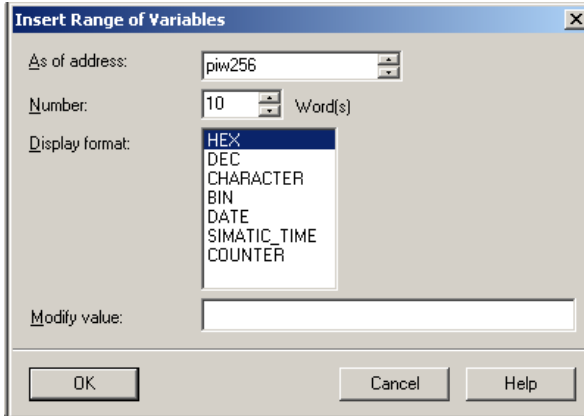 Insert Range of Variables
As of address: piw256
Number: 10 Word(s)
Display format: HEX
DEC
CHARACTER
BIN
DATE
SIMATIC_TIME
COUNTER
Modify value:
OK Cancel Help